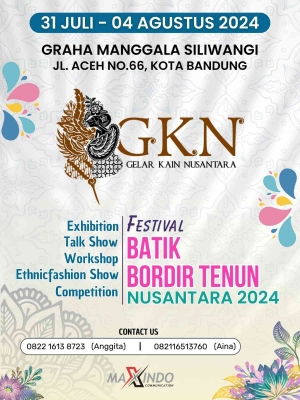 31 JULI - 04 AGUSTUS 2024
GRAHA MANGGALA SILIWANGI
JL. ACEH NO.66, KOTA BANDUNG
GKN
GELAR KAIN NUSANTARA
Exhibition
Talk Show
Workshop
Ethnicfashion Show
Competition
FESTIVAL
BATIK
BORDIR TENUN
NUSANTARA 2024
CONTACT US
0822 1613 8723 (Anggita) | 082116513760 (Aina)
MAXINDO
COMMUNICATION